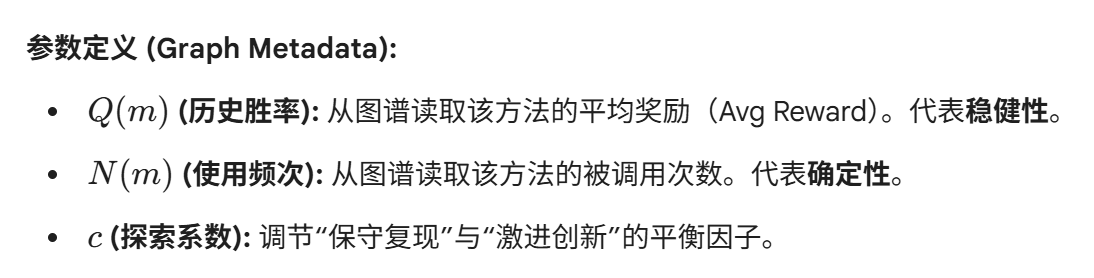 参数定义 (Graph Metadata):
• Q(m) (历史胜率): 从图谱读取该方法的平均奖励（Avg Reward）。代表稳健性。
• N(m) (使用频次): 从图谱读取该方法的被调用次数。代表确定性。
• c (探索系数): 调节“保守复现”与“激进创新”的平衡因子。